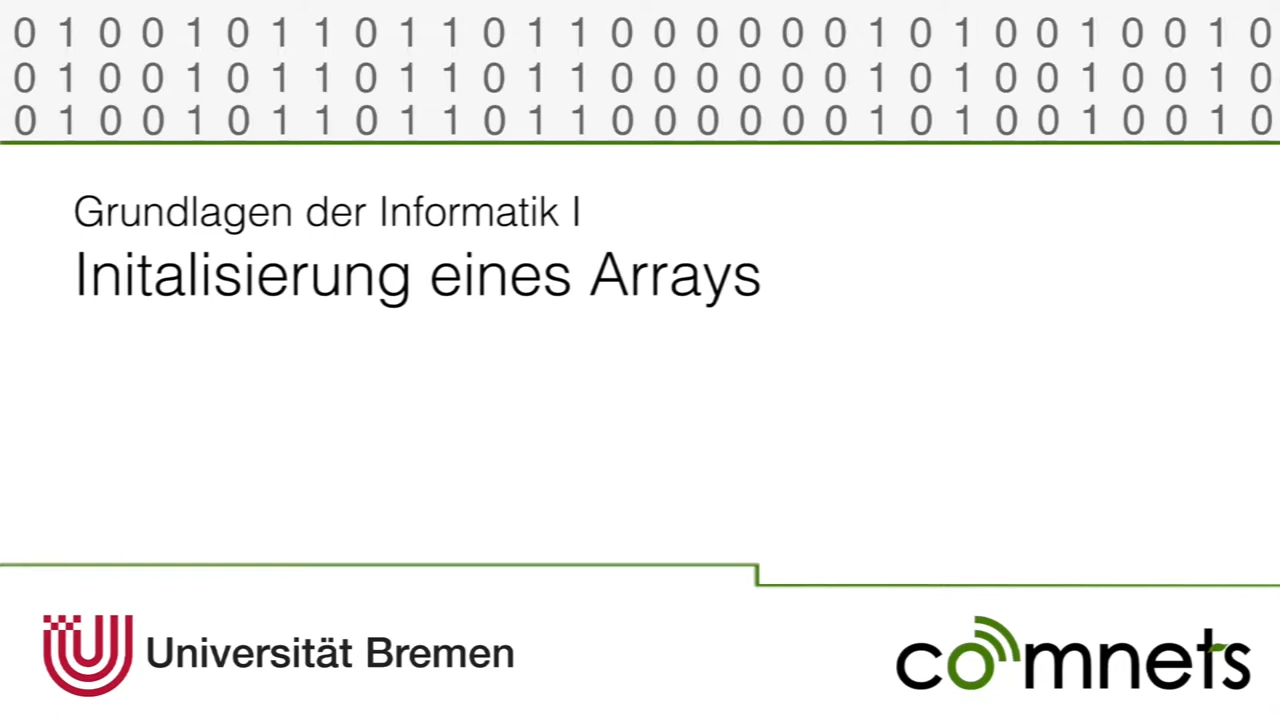 0 1 0 0 1 0 1 1 0 1 1 0 1 1 0 0 0 0 0 0 1 0 1 0 0 1 0 0 1 0
0 1 0 0 1 0 1 1 0 1 1 0 1 1 0 0 0 0 0 0 1 0 1 0 0 1 0 0 1 0
0 1 0 0 1 0 1 1 0 1 1 0 1 1 0 0 0 0 0 0 1 0 1 0 0 1 0 0 1 0
Grundlagen der Informatik I
Initalisierung eines Arrays
Universität Bremen
comnets